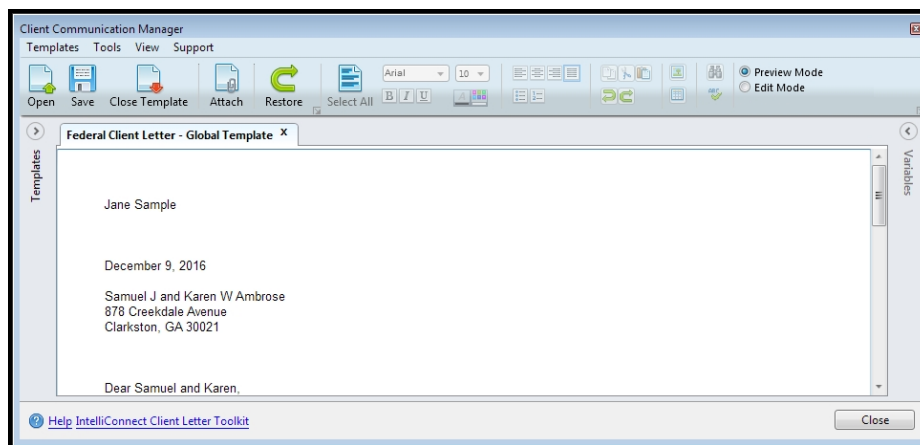 Client Communication Manager
Templates Tools View Support
Open Save Close Template Attach Restore Select All
Arial 10
B I U A
ABC
Preview Mode
Edit Mode
Federal Client Letter - Global Template X
Templates
Variables
Jane Sample
December 9, 2016
Samuel J and Karen W Ambrose
878 Creekdale Avenue
Clarkston, GA 30021
Dear Samuel and Karen,
Help IntelliConnect Client Letter Toolkit
Close